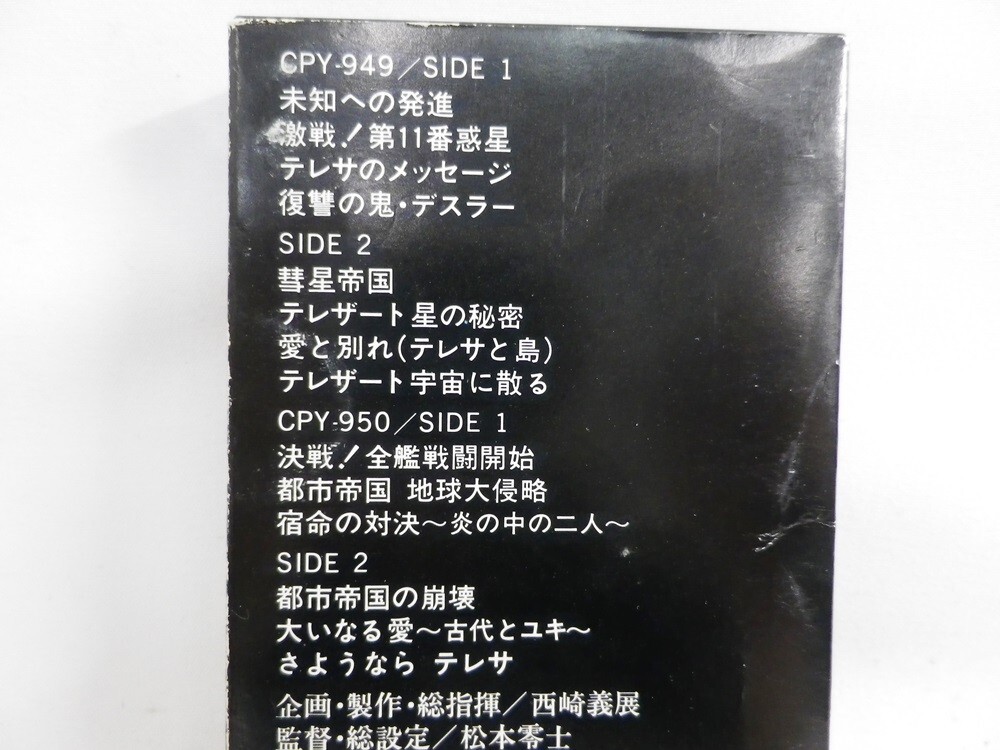 CPY-949/SIDE 1
未知への発進
激戦!第11番惑星
テレサのメッセージ
復讐の鬼・デスラー
SIDE 2
彗星帝国
テレザート星の秘密
愛と別れ(テレサと島)
テレザート宇宙に散る
CPY-950/SIDE 1
決戦!全艦戦闘開始
都市帝国 地球大侵略
宿命の対決〜炎の中の二人〜
SIDE 2
都市帝国の崩壊
大いなる愛〜古代とユキ〜
さようなら テレサ
企画・製作・総指揮/西崎義展
監督・総設定/松本零士